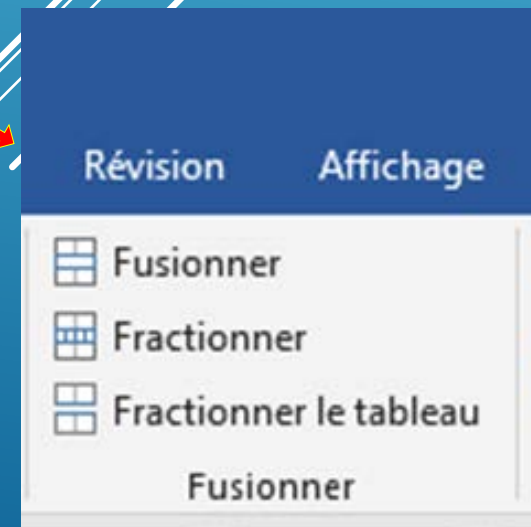 Révision Affichage
Fusionner
Fractionner
Fractionner le tableau
Fusionner